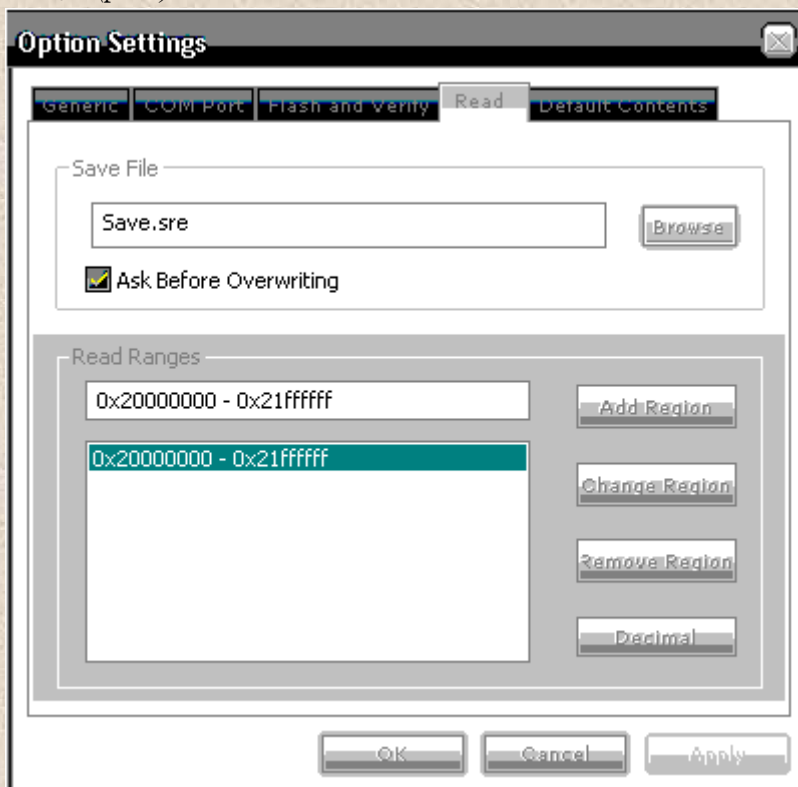 Option Settings
Generic COM Port Flash and Verify Read Default Contents
Save File
Save.sre
Browse
Ask Before Overwriting
Read Ranges
0x20000000 - 0x21ffffff
Add Region
0x20000000 - 0x21ffffff
Change Region
Remove Region
Decimal
OK Cancel Apply